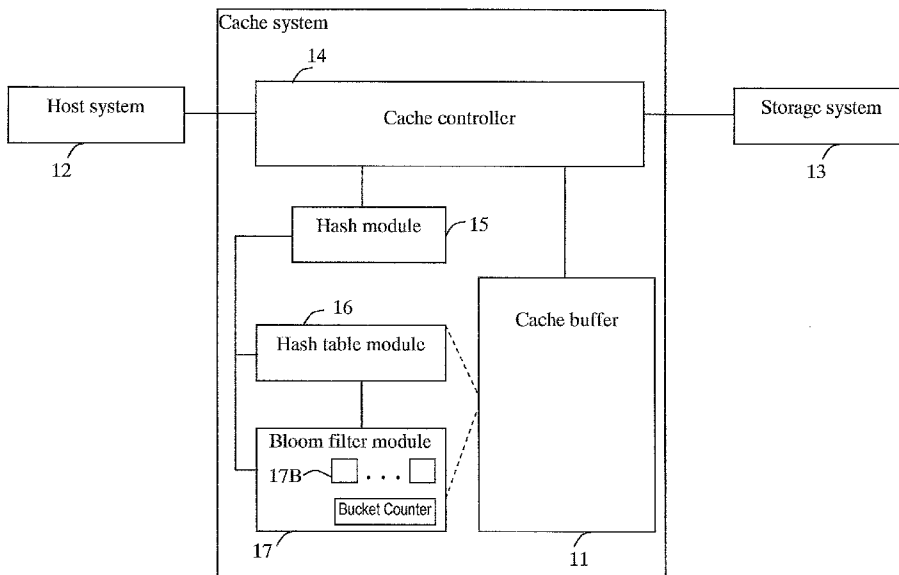 Cache system
14
Host system
Cache controller
Storage system
12
13
Hash module
15
16
Cache buffer
Hash table module
Bloom filter module
17B
. . .
Bucket Counter
17
11